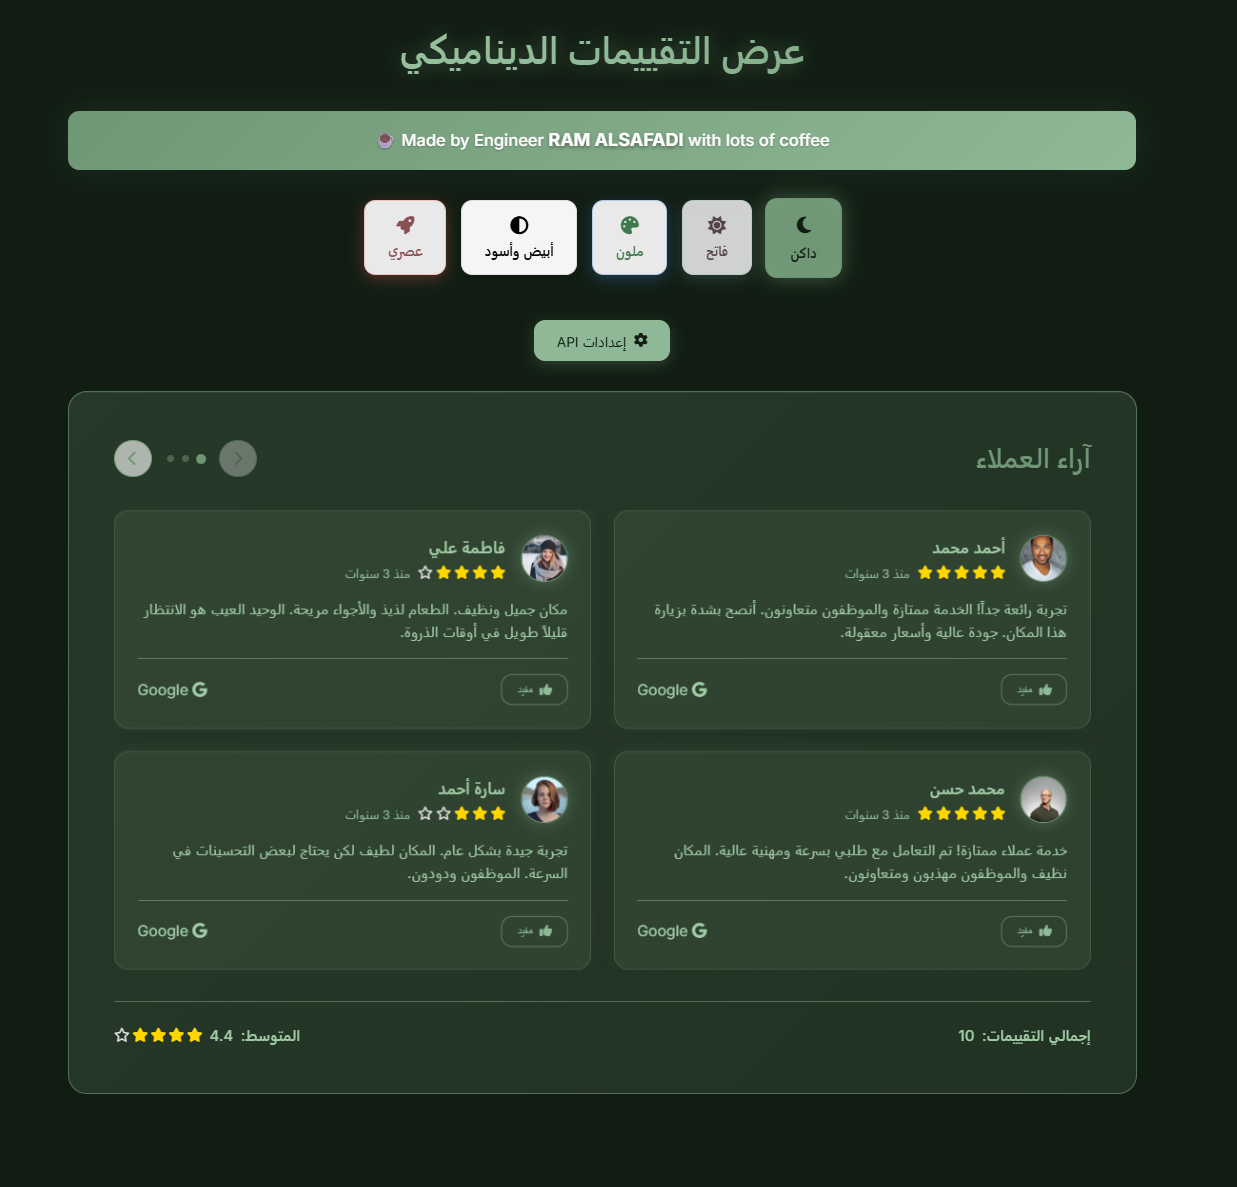 عرض التقييمات الديناميكي
☕ Made by Engineer RAM ALSAFADI with lots of coffee
داكن
فاتح
ملون
أبيض وأسود
عصري
إعدادات API
آراء العملاء
أحمد محمد
منذ 3 سنوات
تجربة رائعة جداً! الخدمة ممتازة والموظفون متعاونون. أنصح بشدة بزيارة
هذا المكان. جودة عالية وأسعار معقولة.
مفيد
Google
فاطمة علي
منذ 3 سنوات
مكان جميل ونظيف. الطعام لذيذ والأجواء مريحة. الوحيد العيب هو الانتظار
قليلاً طويل في أوقات الذروة.
مفيد
Google
محمد حسن
منذ 3 سنوات
خدمة عملاء ممتازة! تم التعامل مع طلبي بسرعة ومهنية عالية. المكان
نظيف والموظفون مهذبون ومتعاونون.
مفيد
Google
سارة أحمد
منذ 3 سنوات
تجربة جيدة بشكل عام. المكان لطيف لكن يحتاج لبعض التحسينات في
السرعة. الموظفون ودودون.
مفيد
Google
إجمالي التقييمات: 10
المتوسط: 4.4